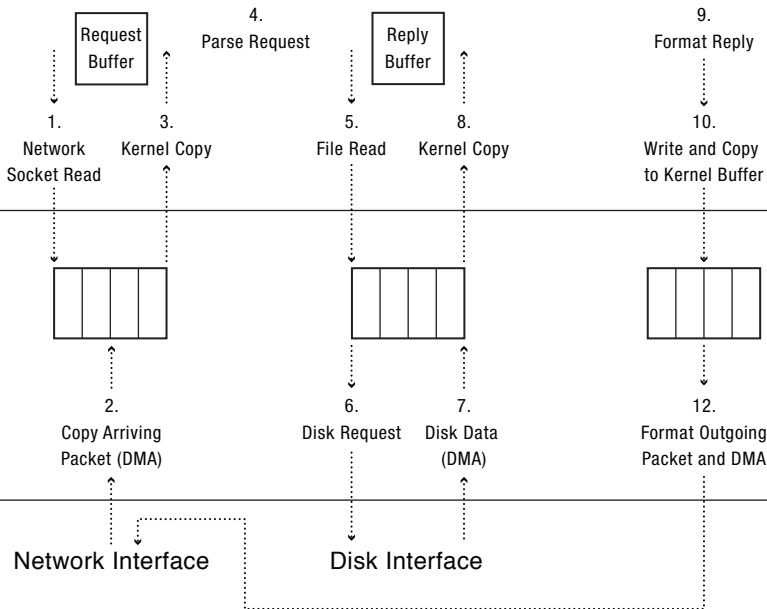 Request
Buffer
4.
Parse Request
Reply
Buffer
9.
Format Reply
1.
Network
Socket Read
3.
Kernel Copy
5.
File Read
8.
Kernel Copy
10.
Write and Copy
to Kernel Buffer
2.
Copy Arriving
Packet (DMA)
6.
Disk Request
7.
Disk Data
(DMA)
12.
Format Outgoing
Packet and DMA
Network Interface
Disk Interface